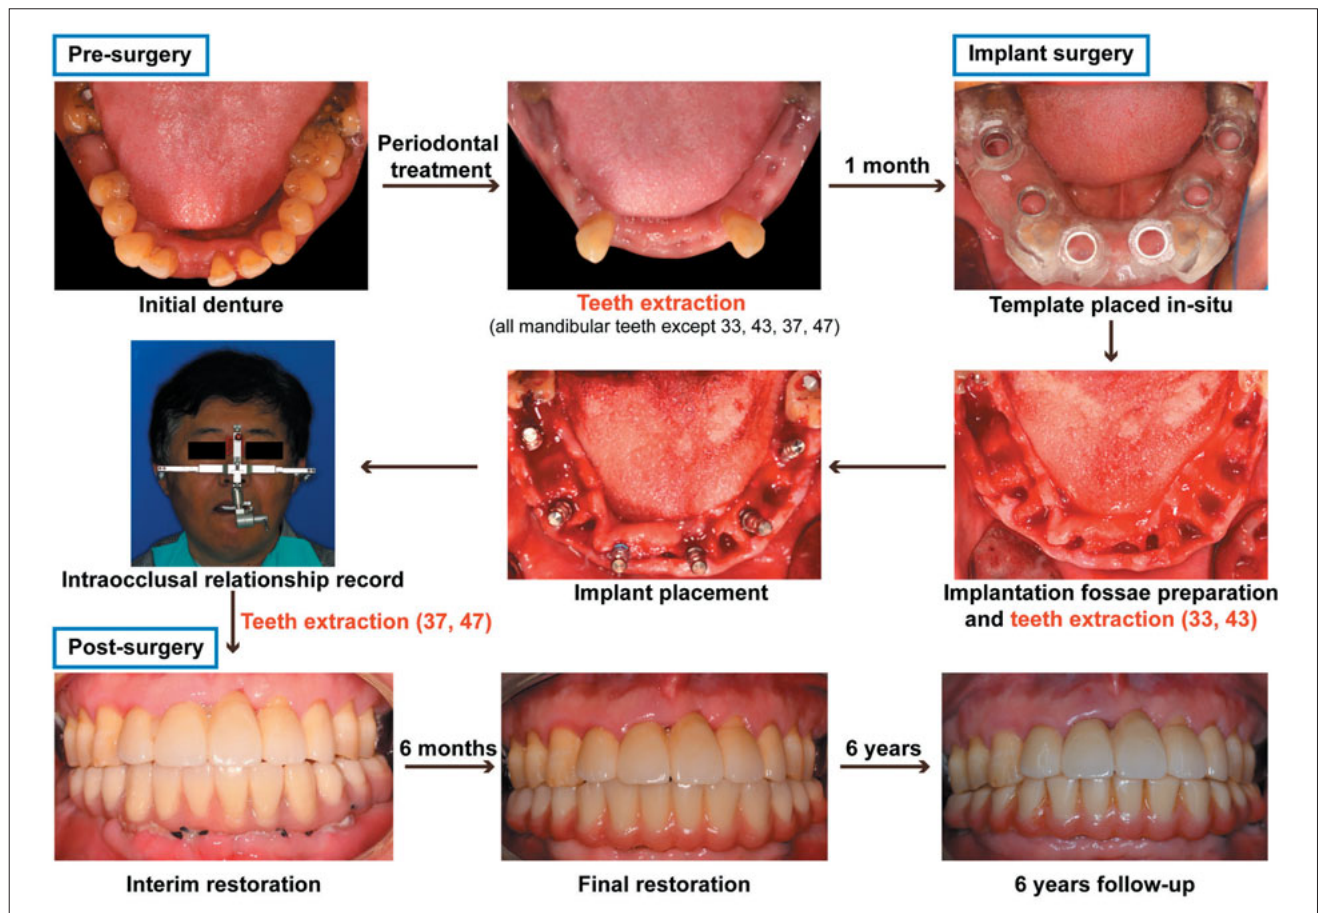 Pre-surgery
Implant surgery
Periodontal
treatment
1 month
Initial denture
Teeth extraction
(all mandibular teeth except 33, 43, 37, 47)
Template placed in-situ
Intraocclusal relationship record
Implant placement
Implantation fossae preparation
and teeth extraction (33, 43)
Teeth extraction (37, 47)
Post-surgery
6 months
6 years
Interim restoration
Final restoration
6 years follow-up